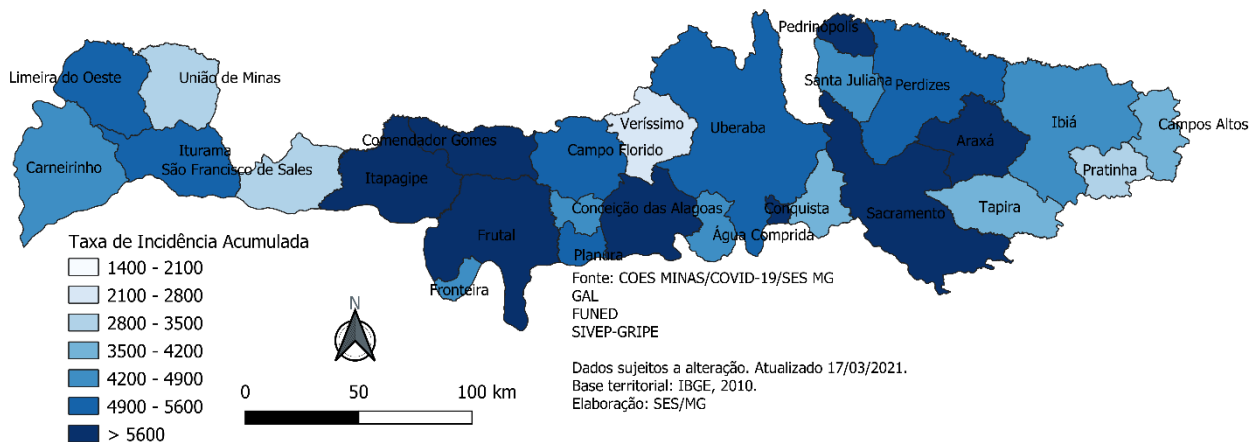 Pedrinópolis
Limeira do Oeste
União de Minas
Santa Juliana
Perdizes
Veríssimo
Uberaba
Ibiá
Campos Altos
Comendador Gomes
Araxá
Iturama
Campo Florido
Carneirinho
São Francisco de Sales
Itapagipe
Pratinha
Conceição das Alagoas
Conquista
Sacramento
Tapira
Frutal
Água Comprida
Planura
Fronteira
Taxa de Incidência Acumulada
1400 - 2100
2100 - 2800
2800 - 3500
3500 - 4200
4200 - 4900
4900 - 5600
> 5600
N
0 50 100 km
Fonte: COES MINAS/COVID-19/SES MG
GAL
FUNED
SIVEP-GRIPE
Dados sujeitos a alteração. Atualizado 17/03/2021.
Base territorial: IBGE, 2010.
Elaboração: SES/MG